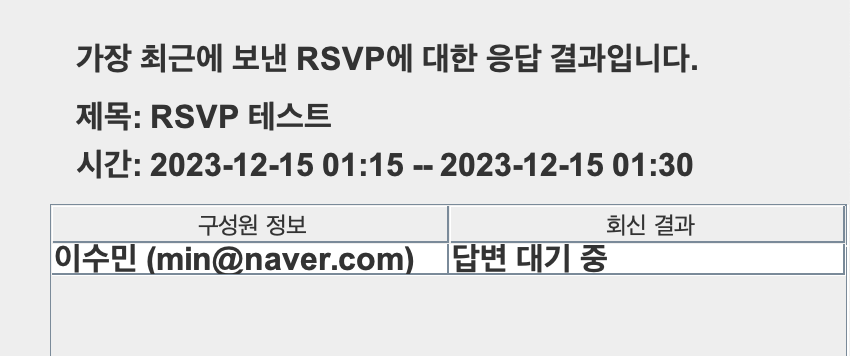 가장 최근에 보낸 RSVP에 대한 응답 결과입니다.
제목: RSVP 테스트
시간: 2023-12-15 01:15 -- 2023-12-15 01:30
구성원 정보 회신 결과
이수민 (min@naver.com) 답변 대기 중